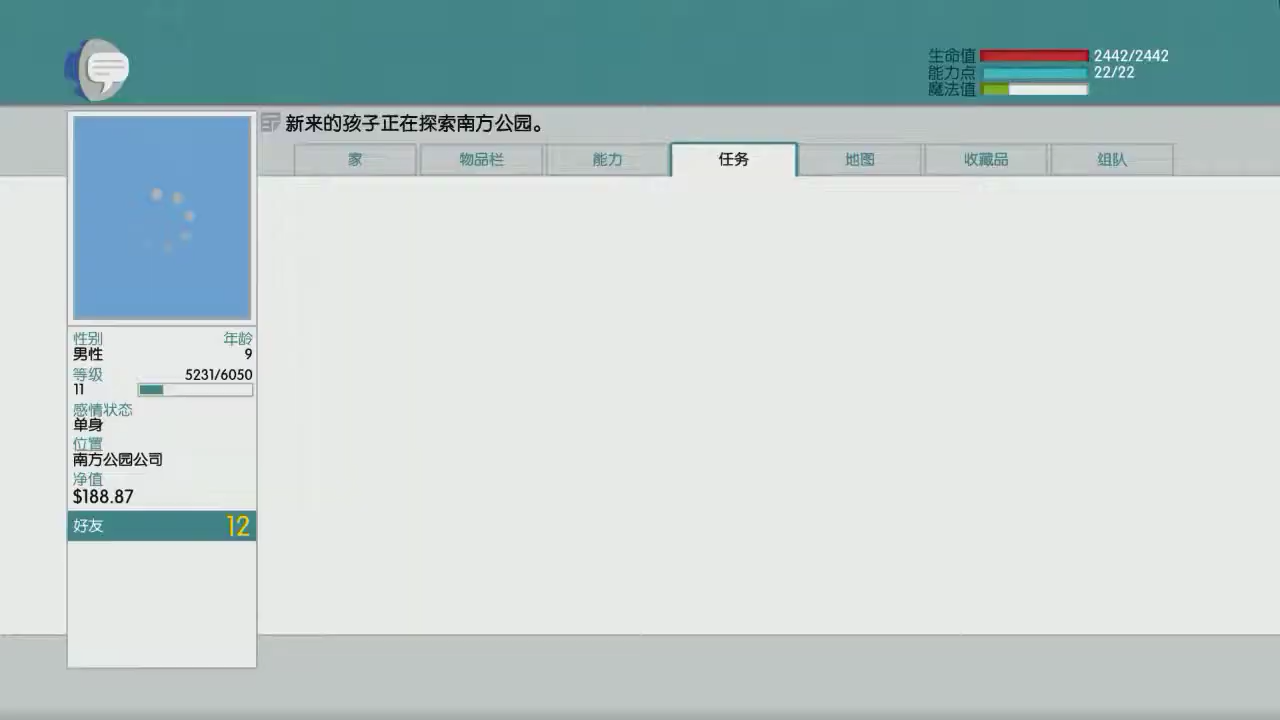 生命值 2442/2442
能力点 22/22
魔法值
新来的孩子正在探索南方公园。
家 物品栏 能力 任务 地图 收藏品 组队
性别 年龄
男性 9
等级 5231/6050
11
感情状态
单身
位置
南方公园公司
净值
$188.87
好友 12